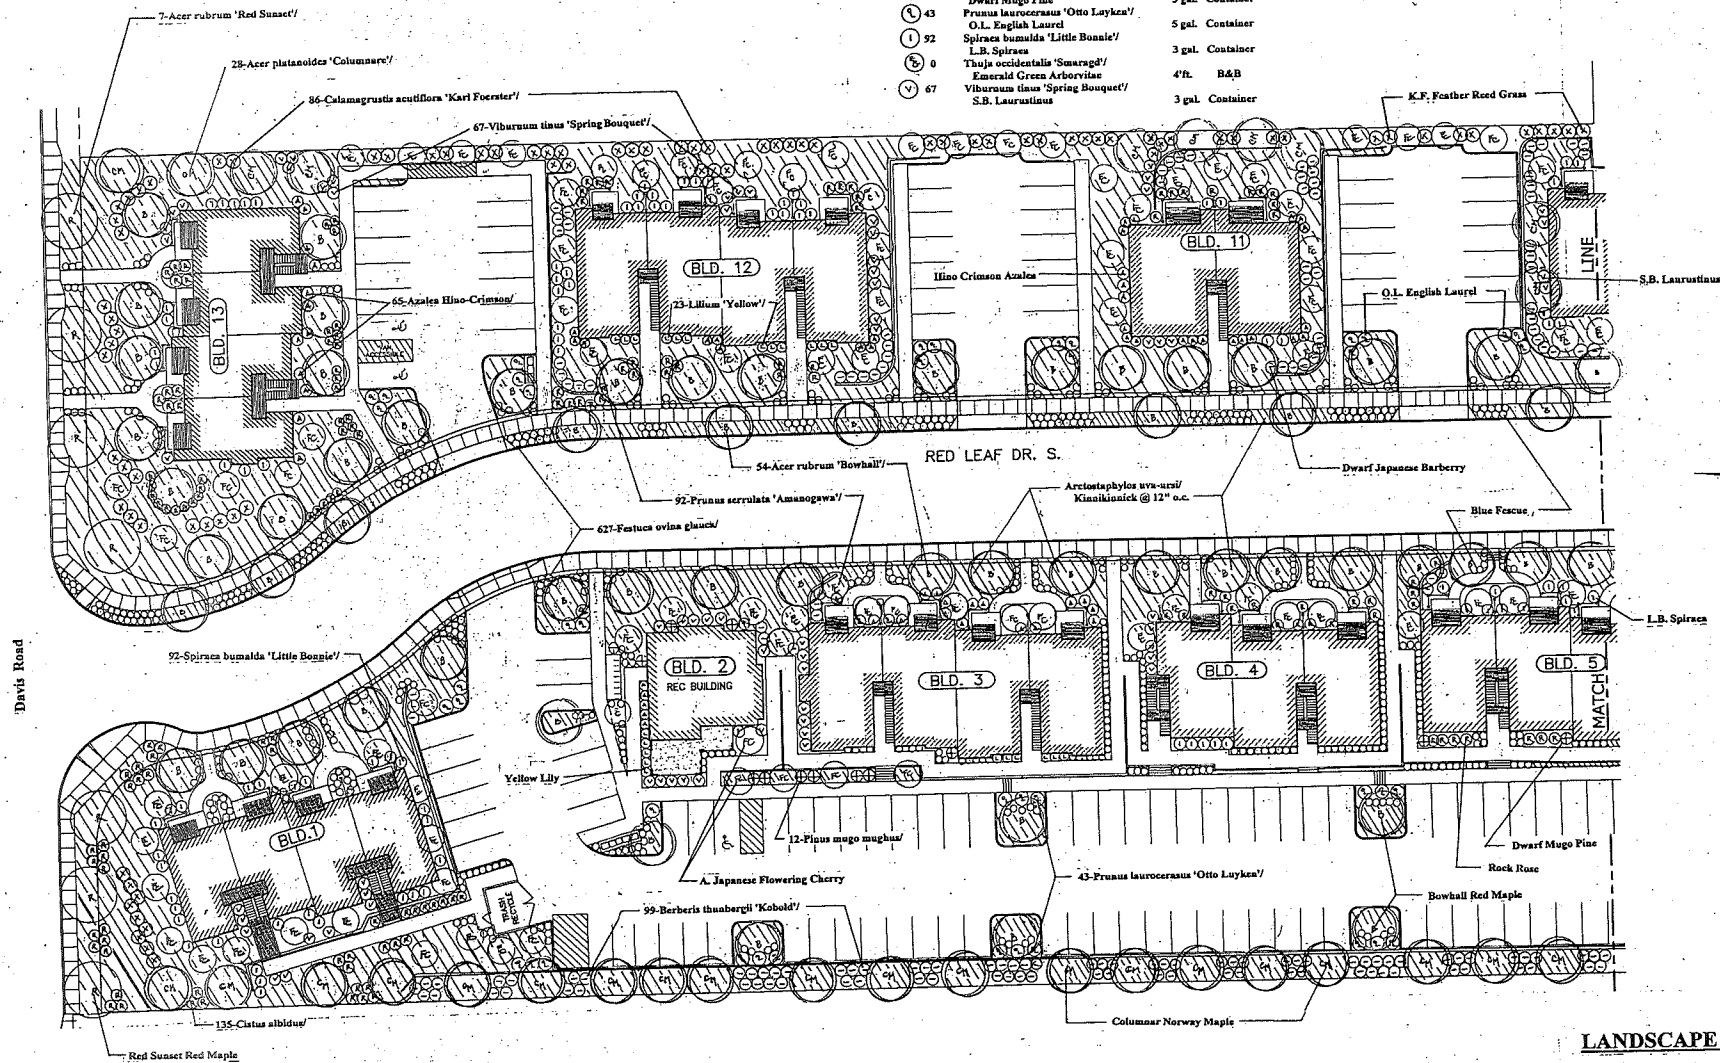 7-Acer rubrum 'Red Sunset'/
28-Acer platanoides 'Columnare'/
86-Calamagrustis acutiflora 'Karl Foerster'/
67-Viburnum tinus 'Spring Bouquet'/
Dwarf Mugo Pine
43 Prunus laurocerasus 'Otto Luyken'/
O.L. English Laurel 5 gal. Container
92 Spiraea bumalda 'Little Bonnie'/
L.B. Spiraea 3 gal. Container
0 Thuja occidentalis 'Smaragd'/
Emerald Green Arborvitae 4'ft. B&B
67 Viburnum tinus 'Spring Bouquet'/
S.B. Laurustinus 3 gal. Container
K.F. Feather Reed Grass
BLD. 13
BLD. 12
BLD. 11
LINE
Hino Crimson Azalea
65-Azalea Hino-Crimson/
23-Lilium 'Yellow'/
O.L. English Laurel
S.B. Laurustinus
RED LEAF DR. S.
54-Acer rubrum 'Bowhall'/
92-Prunus serrulata 'Amanogawa'/
627-Festuca ovina glauca/
Arctostaphylos uva-ursi/
Kinnikinnick @ 12" o.c.
Dwarf Japanese Barberry
Blue Fescue
L.B. Spiraea
Davis Road
92-Spiraea bumalda 'Little Bonnie'/
BLD. 2
REC BUILDING
BLD. 3
BLD. 4
BLD. 5
MATCH
Yellow Lily
BLD.1
12-Pinus mugo mughus/
A. Japanese Flowering Cherry
43-Prunus laurocerasus 'Otto Luyken'/
Dwarf Mugo Pine
Rock Rose
Bowhall Red Maple
TRASH
RECYCLE
99-Berberis thunbergii 'Kobold'/
135-Cistus albidus/
Columnar Norway Maple
Red Sunset Red Maple
LANDSCAPE